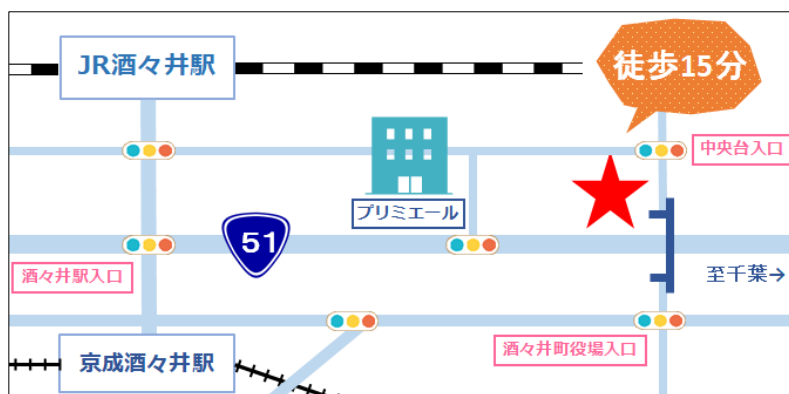 JR酒々井駅
徒歩15分
中央台入口
プリミエール
51
酒々井駅入口
至千葉→
京成酒々井駅
酒々井町役場入口